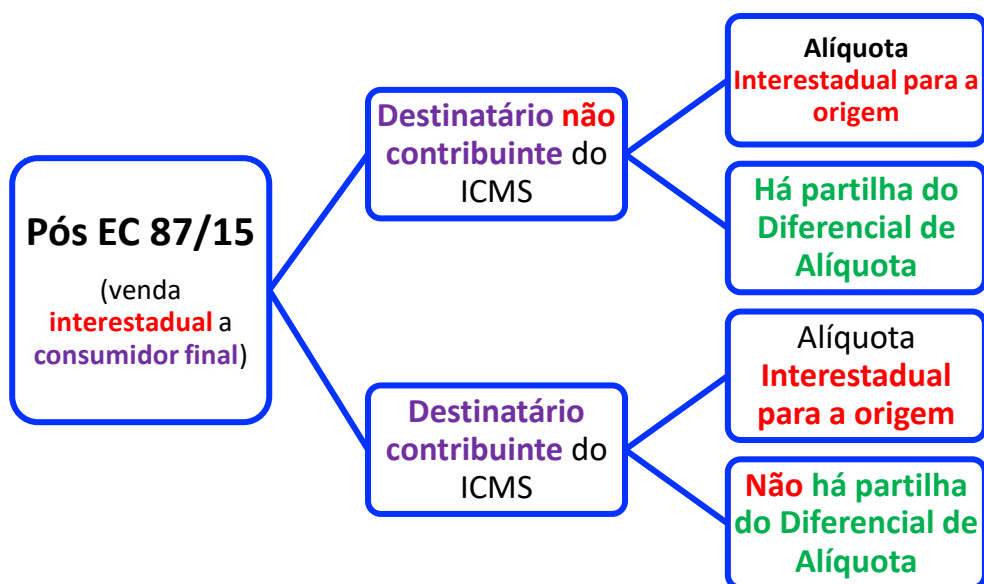 Pós EC 87/15
(venda
interestadual a
consumidor final)
Destinatário não
contribuinte do
ICMS
Alíquota
Interestadual para a
origem
Há partilha do
Diferencial de
Alíquota
Destinatário
contribuinte do
ICMS
Alíquota
Interestadual
para a origem
Não há partilha
do Diferencial de
Alíquota